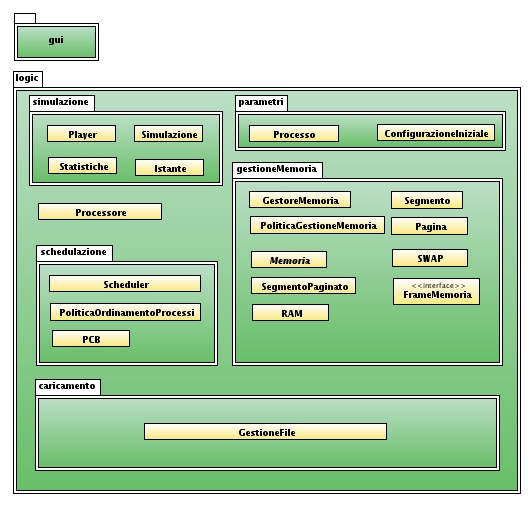 gui
logic
simulazione
Player
Simulazione
Statistiche
Istante
parametri
Processo
ConfigurazioneIniziale
Processore
gestioneMemoria
GestoreMemoria
Segmento
PoliticaGestioneMemoria
Pagina
Memoria
SWAP
SegmentoPaginato
<<interface>>
FrameMemoria
RAM
schedulazione
Scheduler
PoliticaOrdinamentoProcessi
PCB
caricamento
GestioneFile